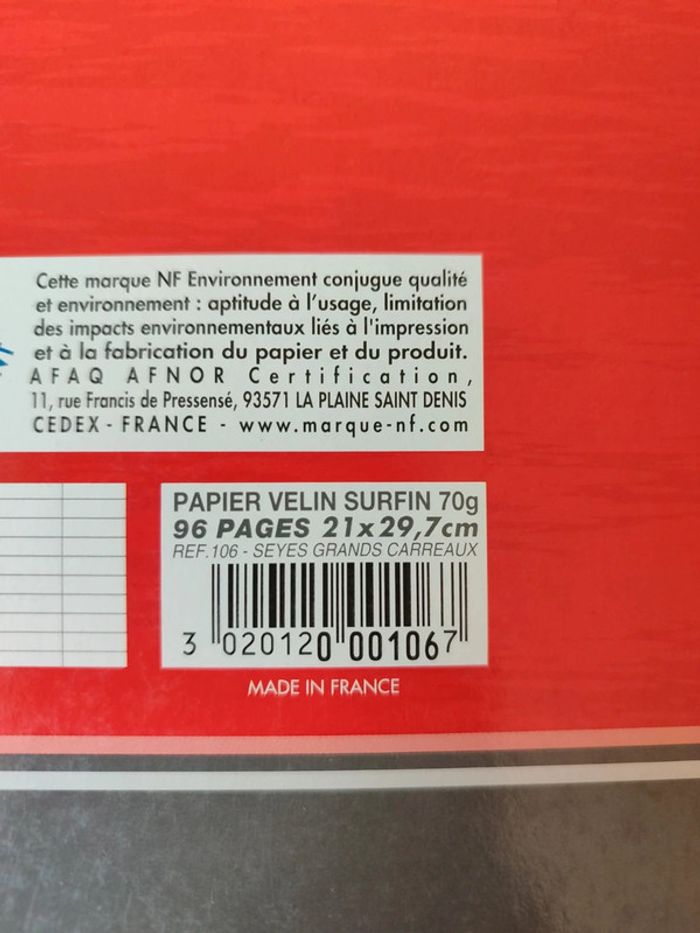 Cette marque NF Environnement conjugue qualité
et environnement : aptitude à l'usage, limitation
des impacts environnementaux liés à l'impression
et à la fabrication du papier et du produit.
AFAQ AFNOR Certification,
11, rue Francis de Pressensé, 93571 LA PLAINE SAINT DENIS
CEDEX - FRANCE - www.marque-nf.com
PAPIER VELIN SURFIN 70g
96 PAGES 21x29,7cm
REF.106 - SEYES GRANDS CARREAUX
3 020120 001067
MADE IN FRANCE